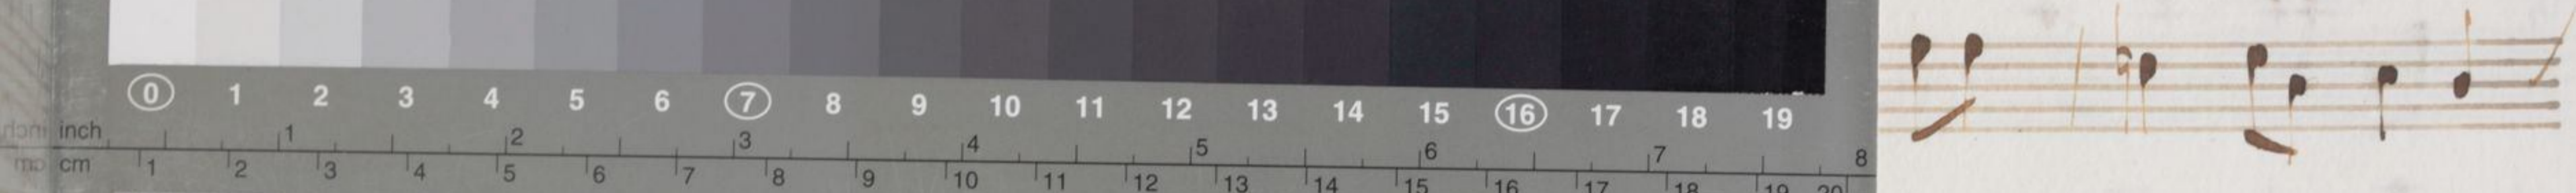 0 1 2 3 4 5 6 7 8 9 10 11 12 13 14 15 16 17 18 19
inch 1 2 3 4 5 6 7 8
cm 1 2 3 4 5 6 7 8 9 10 11 12 13 14 15 16 17 18 19 20